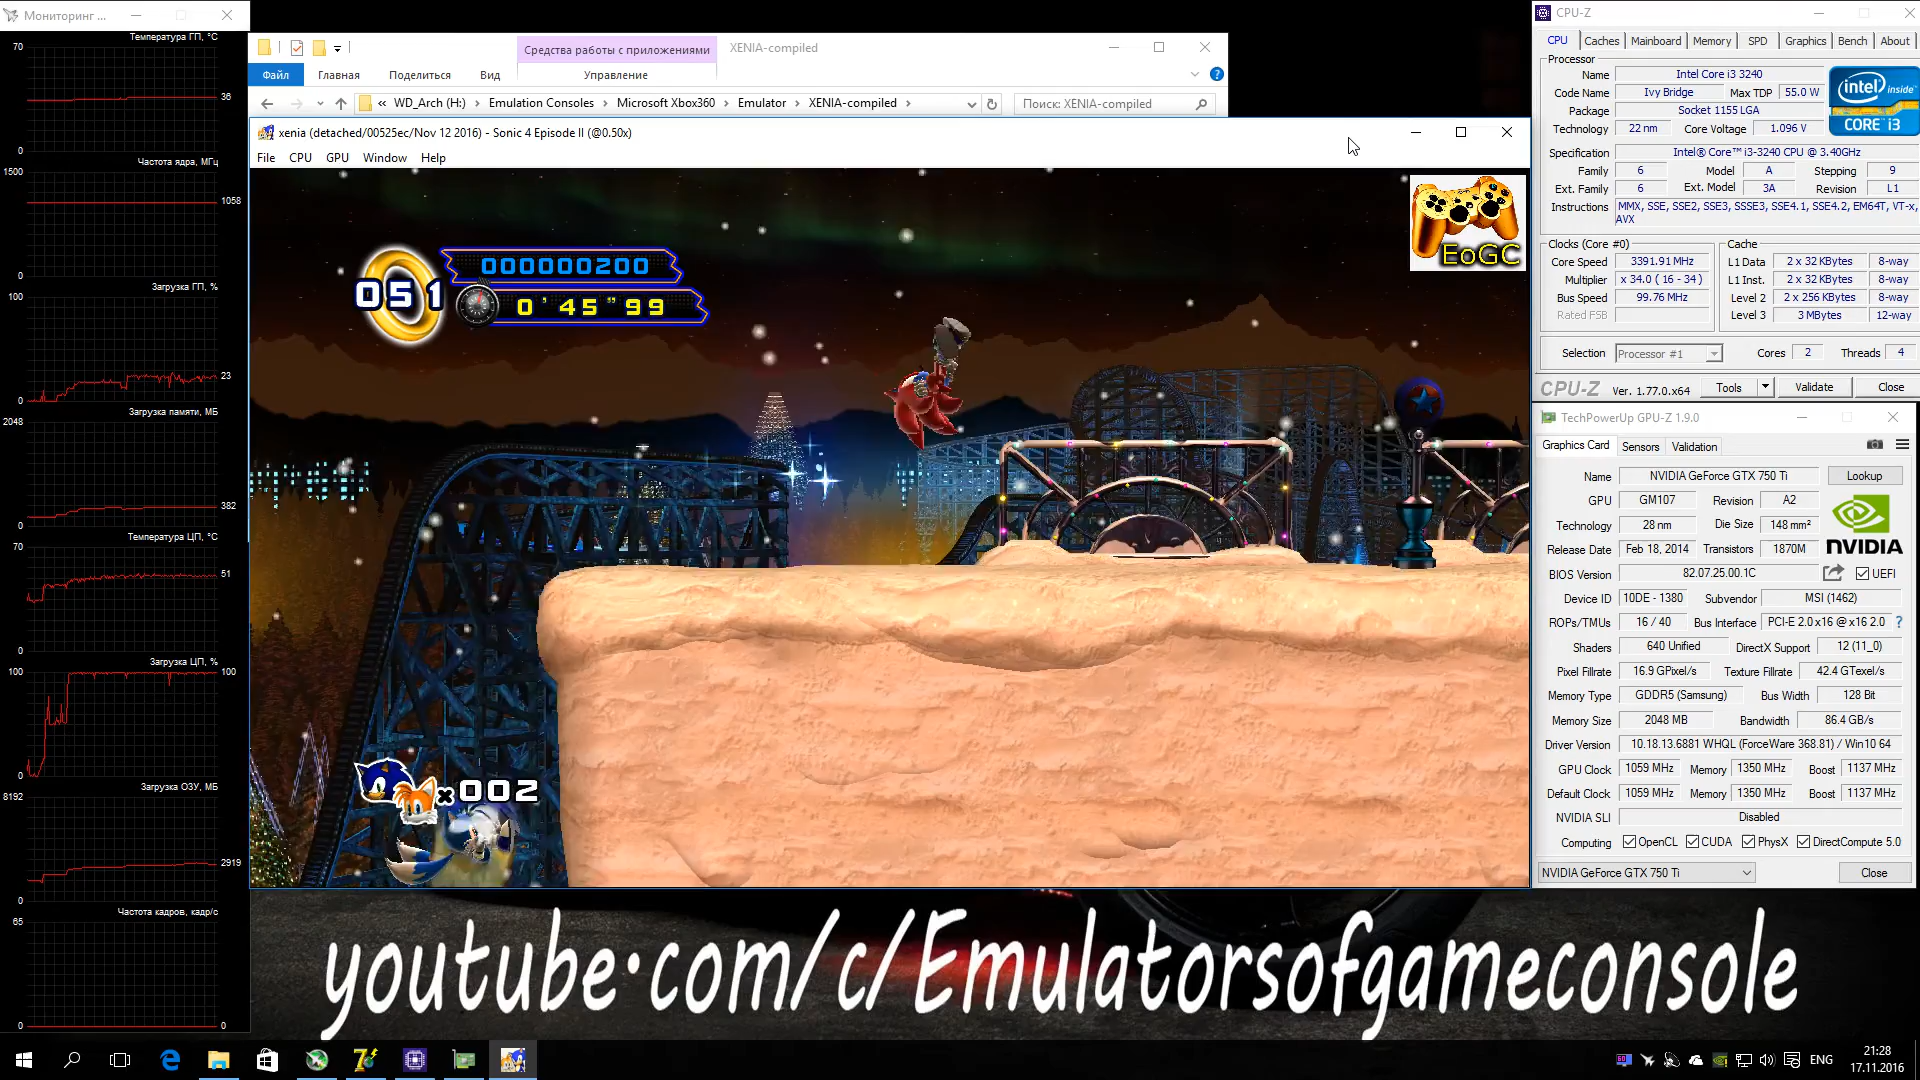 Мониторинг ...
Температура ГП, °C
70
36
0
Частота ядра, МГц
1500
1058
0
Загрузка ГП, %
100
23
0
Загрузка памяти, МБ
2048
382
0
Температура ЦП, °C
70
51
0
Загрузка ЦП, %
100
100
0
Загрузка ОЗУ, МБ
8192
2919
0
Частота кадров, кадр/с
65
0
0
Средства работы с приложениями
XENIA-compiled
Файл
Главная
Поделиться
Вид
Управление
« WD_Arch (H:) › Emulation Consoles › Microsoft Xbox360 › Emulator › XENIA-compiled ›
Поиск: XENIA-compiled
xenia (detached/00525ec/Nov 12 2016) - Sonic 4 Episode II (@0.50x)
File CPU GPU Window Help
EoGC
000000200
051
0'45"99
x002
CPU-Z
CPU Caches Mainboard Memory SPD Graphics Bench About
Processor
Name Intel Core i3 3240
Code Name Ivy Bridge Max TDP 55.0 W
Package Socket 1155 LGA
Technology 22 nm Core Voltage 1.096 V
intel inside
CORE i3
Specification Intel® Core™ i3-3240 CPU @ 3.40GHz
Family 6 Model A Stepping 9
Ext. Family 6 Ext. Model 3A Revision L1
Instructions MMX, SSE, SSE2, SSE3, SSSE3, SSE4.1, SSE4.2, EM64T, VT-x,
AVX
Clocks (Core #0)
Core Speed 3391.91 MHz
Multiplier x 34.0 ( 16 - 34 )
Bus Speed 99.76 MHz
Rated FSB
Cache
L1 Data 2 x 32 KBytes 8-way
L1 Inst. 2 x 32 KBytes 8-way
Level 2 2 x 256 KBytes 8-way
Level 3 3 MBytes 12-way
Selection Processor #1 Cores 2 Threads 4
CPU-Z Ver. 1.77.0.x64 Tools Validate Close
TechPowerUp GPU-Z 1.9.0
Graphics Card Sensors Validation
Name NVIDIA GeForce GTX 750 Ti Lookup
GPU GM107 Revision A2
Technology 28 nm Die Size 148 mm²
Release Date Feb 18, 2014 Transistors 1870M
NVIDIA
BIOS Version 82.07.25.00.1C UEFI
Device ID 10DE - 1380 Subvendor MSI (1462)
ROPs/TMUs 16 / 40 Bus Interface PCI-E 2.0 x16 @ x16 2.0 ?
Shaders 640 Unified DirectX Support 12 (11_0)
Pixel Fillrate 16.9 GPixel/s Texture Fillrate 42.4 GTexel/s
Memory Type GDDR5 (Samsung) Bus Width 128 Bit
Memory Size 2048 MB Bandwidth 86.4 GB/s
Driver Version 10.18.13.6881 WHQL (ForceWare 368.81) / Win10 64
GPU Clock 1059 MHz Memory 1350 MHz Boost 1137 MHz
Default Clock 1059 MHz Memory 1350 MHz Boost 1137 MHz
NVIDIA SLI Disabled
Computing OpenCL CUDA PhysX DirectCompute 5.0
NVIDIA GeForce GTX 750 Ti Close
youtube.com/c/Emulatorsofgameconsole
ENG
21:28
17.11.2016